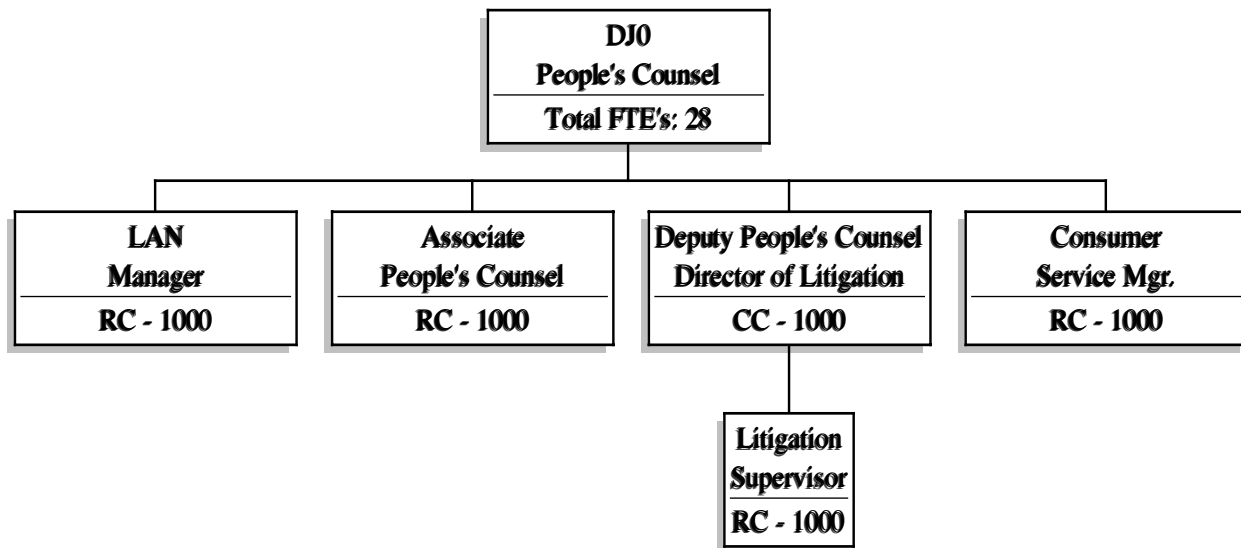 DJ0
People's Counsel
Total FTE's: 28
LAN
Manager
RC - 1000
Associate
People's Counsel
RC - 1000
Deputy People's Counsel
Director of Litigation
CC - 1000
Consumer
Service Mgr.
RC - 1000
Litigation
Supervisor
RC - 1000